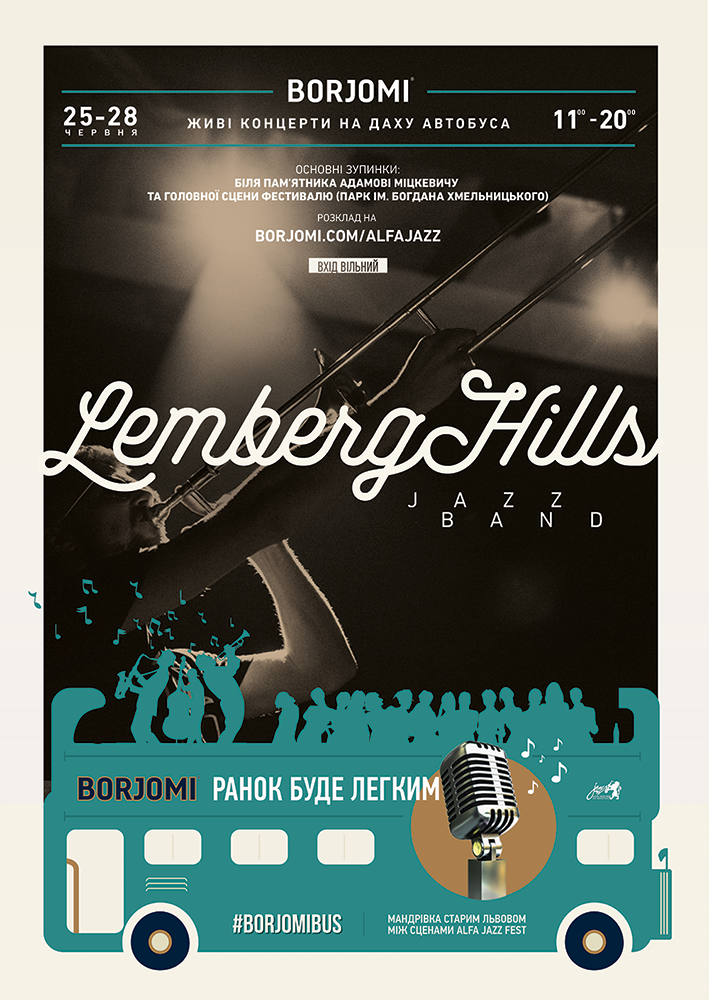 BORJOMI®
25-28
ЧЕРВНЯ
ЖИВІ КОНЦЕРТИ НА ДАХУ АВТОБУСА
11⁰⁰ - 20⁰⁰
ОСНОВНІ ЗУПИНКИ:
БІЛЯ ПАМ'ЯТНИКА АДАМОВІ МІЦКЕВИЧУ
ТА ГОЛОВНОЇ СЦЕНИ ФЕСТИВАЛЮ (ПАРК ІМ. БОГДАНА ХМЕЛЬНИЦЬКОГО)
РОЗКЛАД НА
BORJOMI.COM/ALFAJAZZ
ВХІД ВІЛЬНИЙ
Lemberg Hills
JAZZ
BAND
BORJOMI РАНОК БУДЕ ЛЕГКИМ
#BORJOMIBUS
МАНДРІВКА СТАРИМ ЛЬВОВОМ
МІЖ СЦЕНАМИ ALFA JAZZ FEST